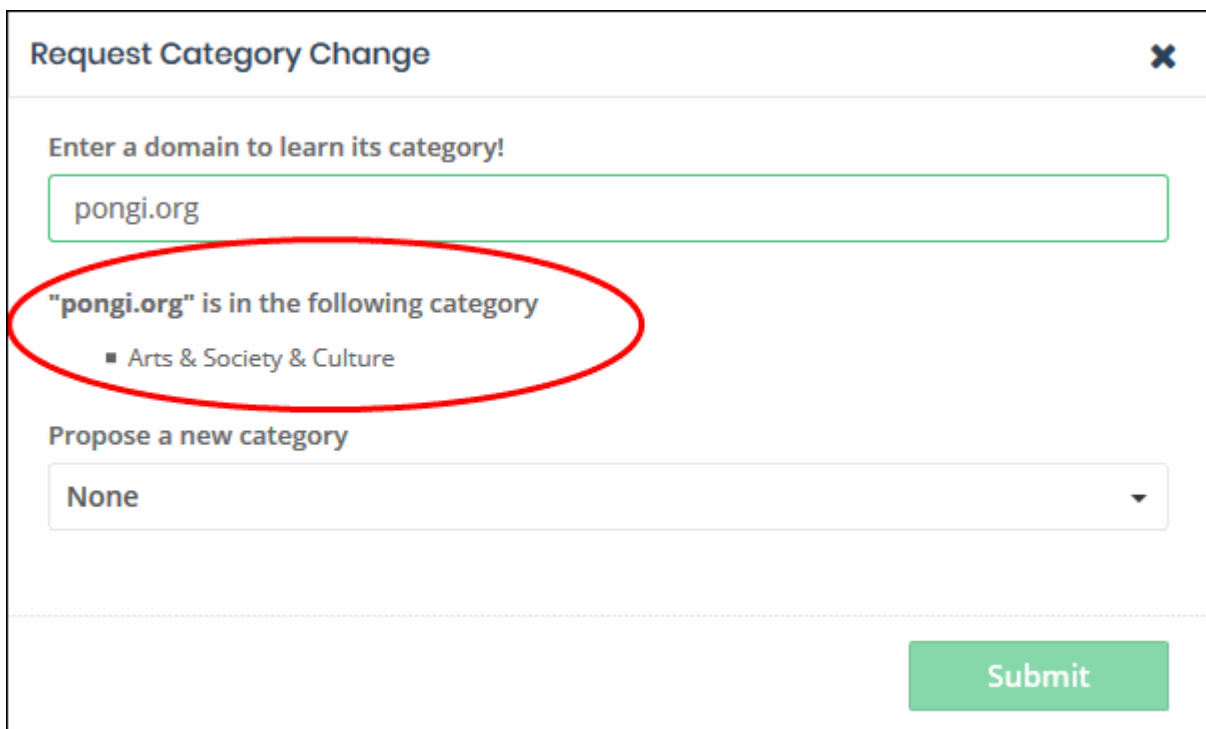 Request Category Change
Enter a domain to learn its category!
pongi.org
"pongi.org" is in the following category
Arts & Society & Culture
Propose a new category
None
Submit